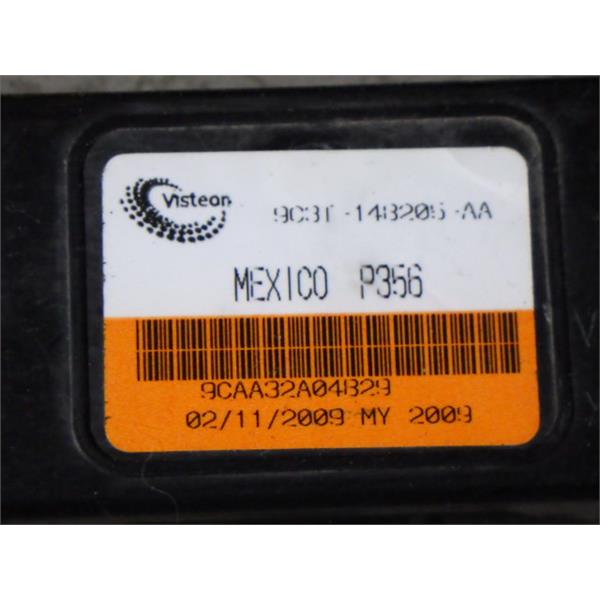 Visteon
9C3T-14B205-AA
MEXICO P356
9CAA32A04B29
02/11/2009 MY 2009